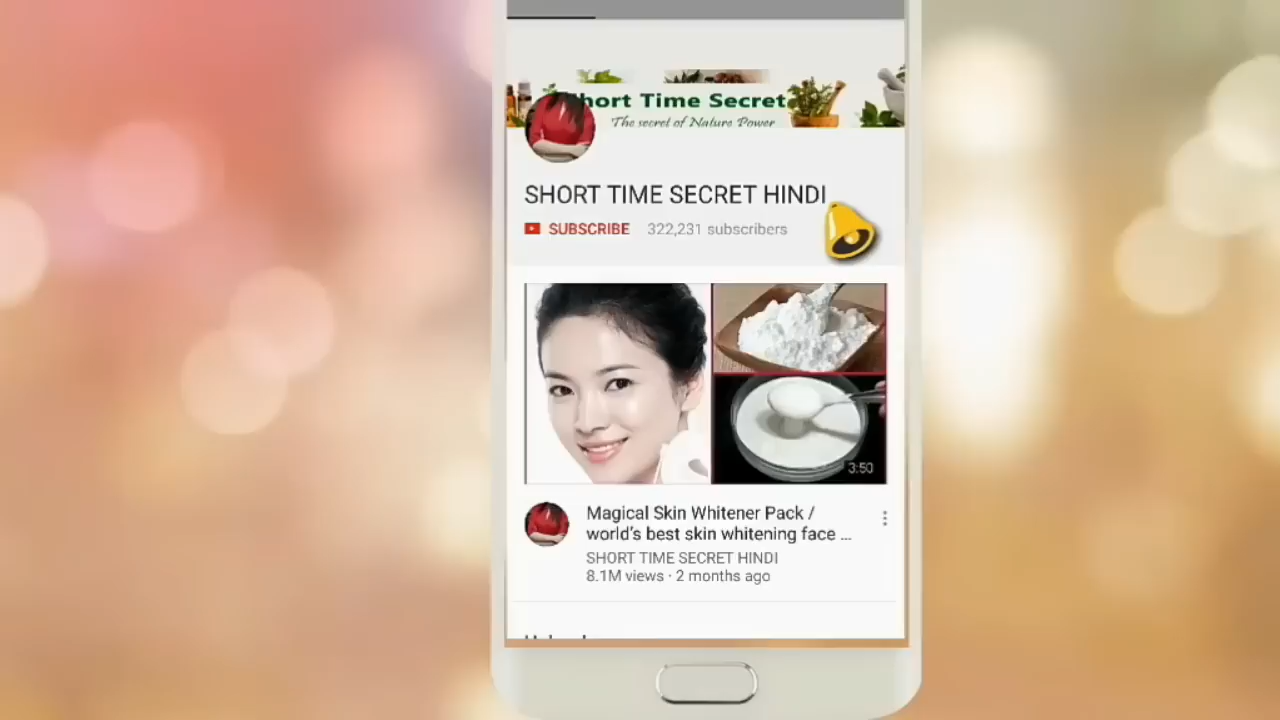 Short Time Secret
The secret of Nature Power
SHORT TIME SECRET HINDI
SUBSCRIBE 322,231 subscribers
3:50
Magical Skin Whitener Pack /
world's best skin whitening face ...
SHORT TIME SECRET HINDI
8.1M views · 2 months ago